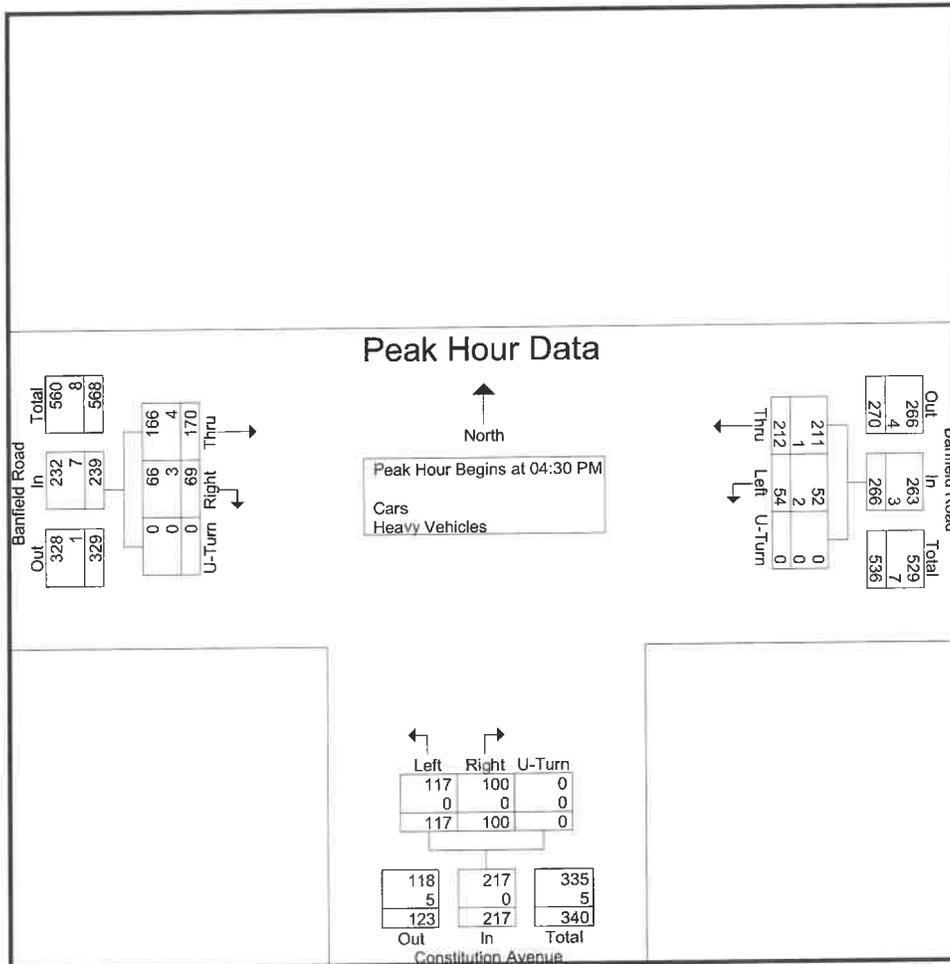 Peak Hour Data
North
Peak Hour Begins at 04:30 PM
Cars
Heavy Vehicles
Banfield Road
Total
560
8
568
In
232
7
239
Out
328
1
329
Thru
166
4
170
Right
66
3
69
U-Turn
0
0
0
Banfield Road
Out
266
4
270
In
263
3
266
Total
529
7
536
Thru
211
1
212
Left
52
2
54
U-Turn
0
0
0
Left Right U-Turn
117 100 0
0 0 0
117 100 0
118 217 335
5 0 5
123 217 340
Out In Total
Constitution Avenue